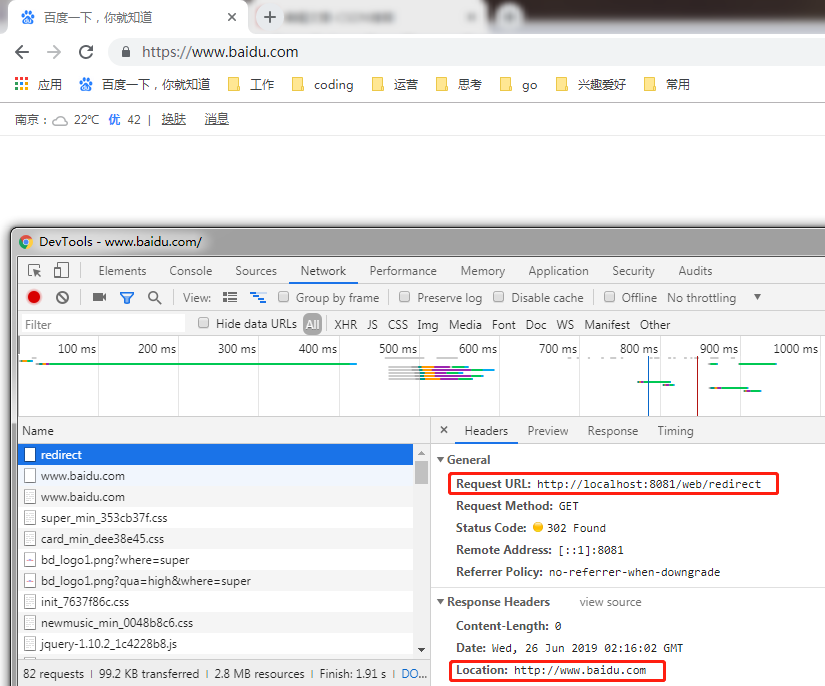 百度一下，你就知道
https://www.baidu.com
应用 百度一下，你就知道 工作 coding 运营 思考 go 兴趣爱好 常用
南京： 22℃ 优 42 | 换肤 消息
DevTools - www.baidu.com/
Elements Console Sources Network Performance Memory Application Security Audits
View: Group by frame Preserve log Disable cache Offline No throttling
Filter Hide data URLs All XHR JS CSS Img Media Font Doc WS Manifest Other
100 ms 200 ms 300 ms 400 ms 500 ms 600 ms 700 ms 800 ms 900 ms 1000 ms
Name
redirect
www.baidu.com
www.baidu.com
super_min_353cb37f.css
card_min_dee38e45.css
bd_logo1.png?where=super
bd_logo1.png?qua=high&where=super
init_7637f86c.css
newmusic_min_0048b8c6.css
jquery-1.10.2_1c4228b8.js
82 requests | 99.2 KB transferred | 2.8 MB resources | Finish: 1.91 s | DO...
Headers Preview Response Timing
General
Request URL: http://localhost:8081/web/redirect
Request Method: GET
Status Code: 302 Found
Remote Address: [::1]:8081
Referrer Policy: no-referrer-when-downgrade
Response Headers view source
Content-Length: 0
Date: Wed, 26 Jun 2019 02:16:02 GMT
Location: http://www.baidu.com